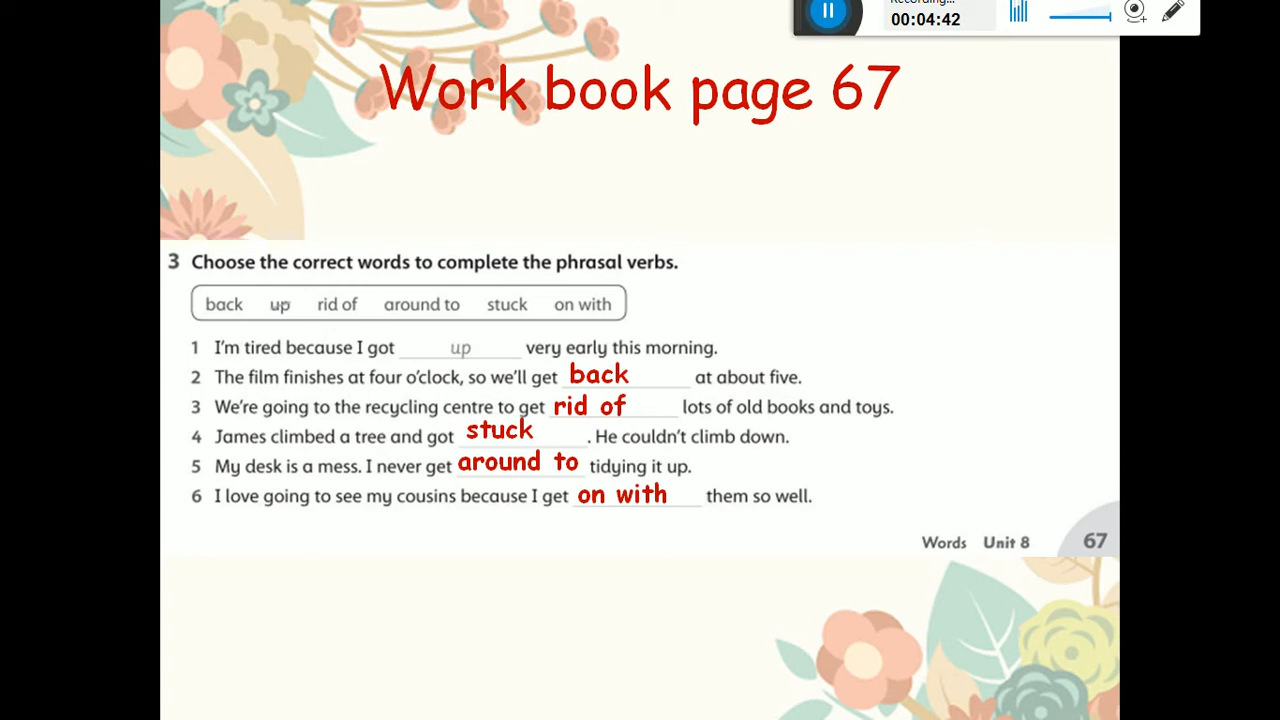 Recording...
00:04:42
Work book page 67
3 Choose the correct words to complete the phrasal verbs.
back up rid of around to stuck on with
1 I'm tired because I got up very early this morning.
2 The film finishes at four o'clock, so we'll get back at about five.
3 We're going to the recycling centre to get rid of lots of old books and toys.
4 James climbed a tree and got stuck. He couldn't climb down.
5 My desk is a mess. I never get around to tidying it up.
6 I love going to see my cousins because I get on with them so well.
Words Unit 8 67